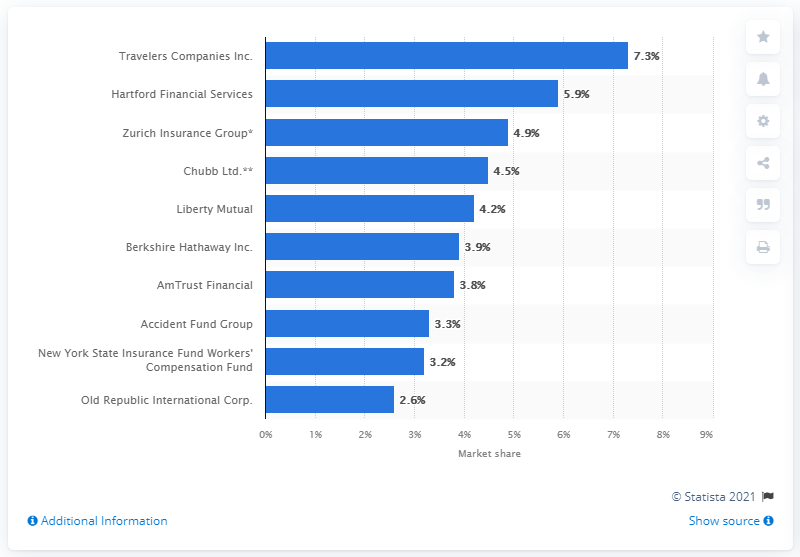 Travelers Companies Inc. 7.3%
Hartford Financial Services 5.9%
Zurich Insurance Group* 4.9%
Chubb Ltd.** 4.5%
Liberty Mutual 4.2%
Berkshire Hathaway Inc. 3.9%
AmTrust Financial 3.8%
Accident Fund Group 3.3%
New York State Insurance Fund Workers'
Compensation Fund 3.2%
Old Republic International Corp. 2.6%
0% 1% 2% 3% 4% 5% 6% 7% 8% 9%
Market share
© Statista 2021
Additional Information Show source